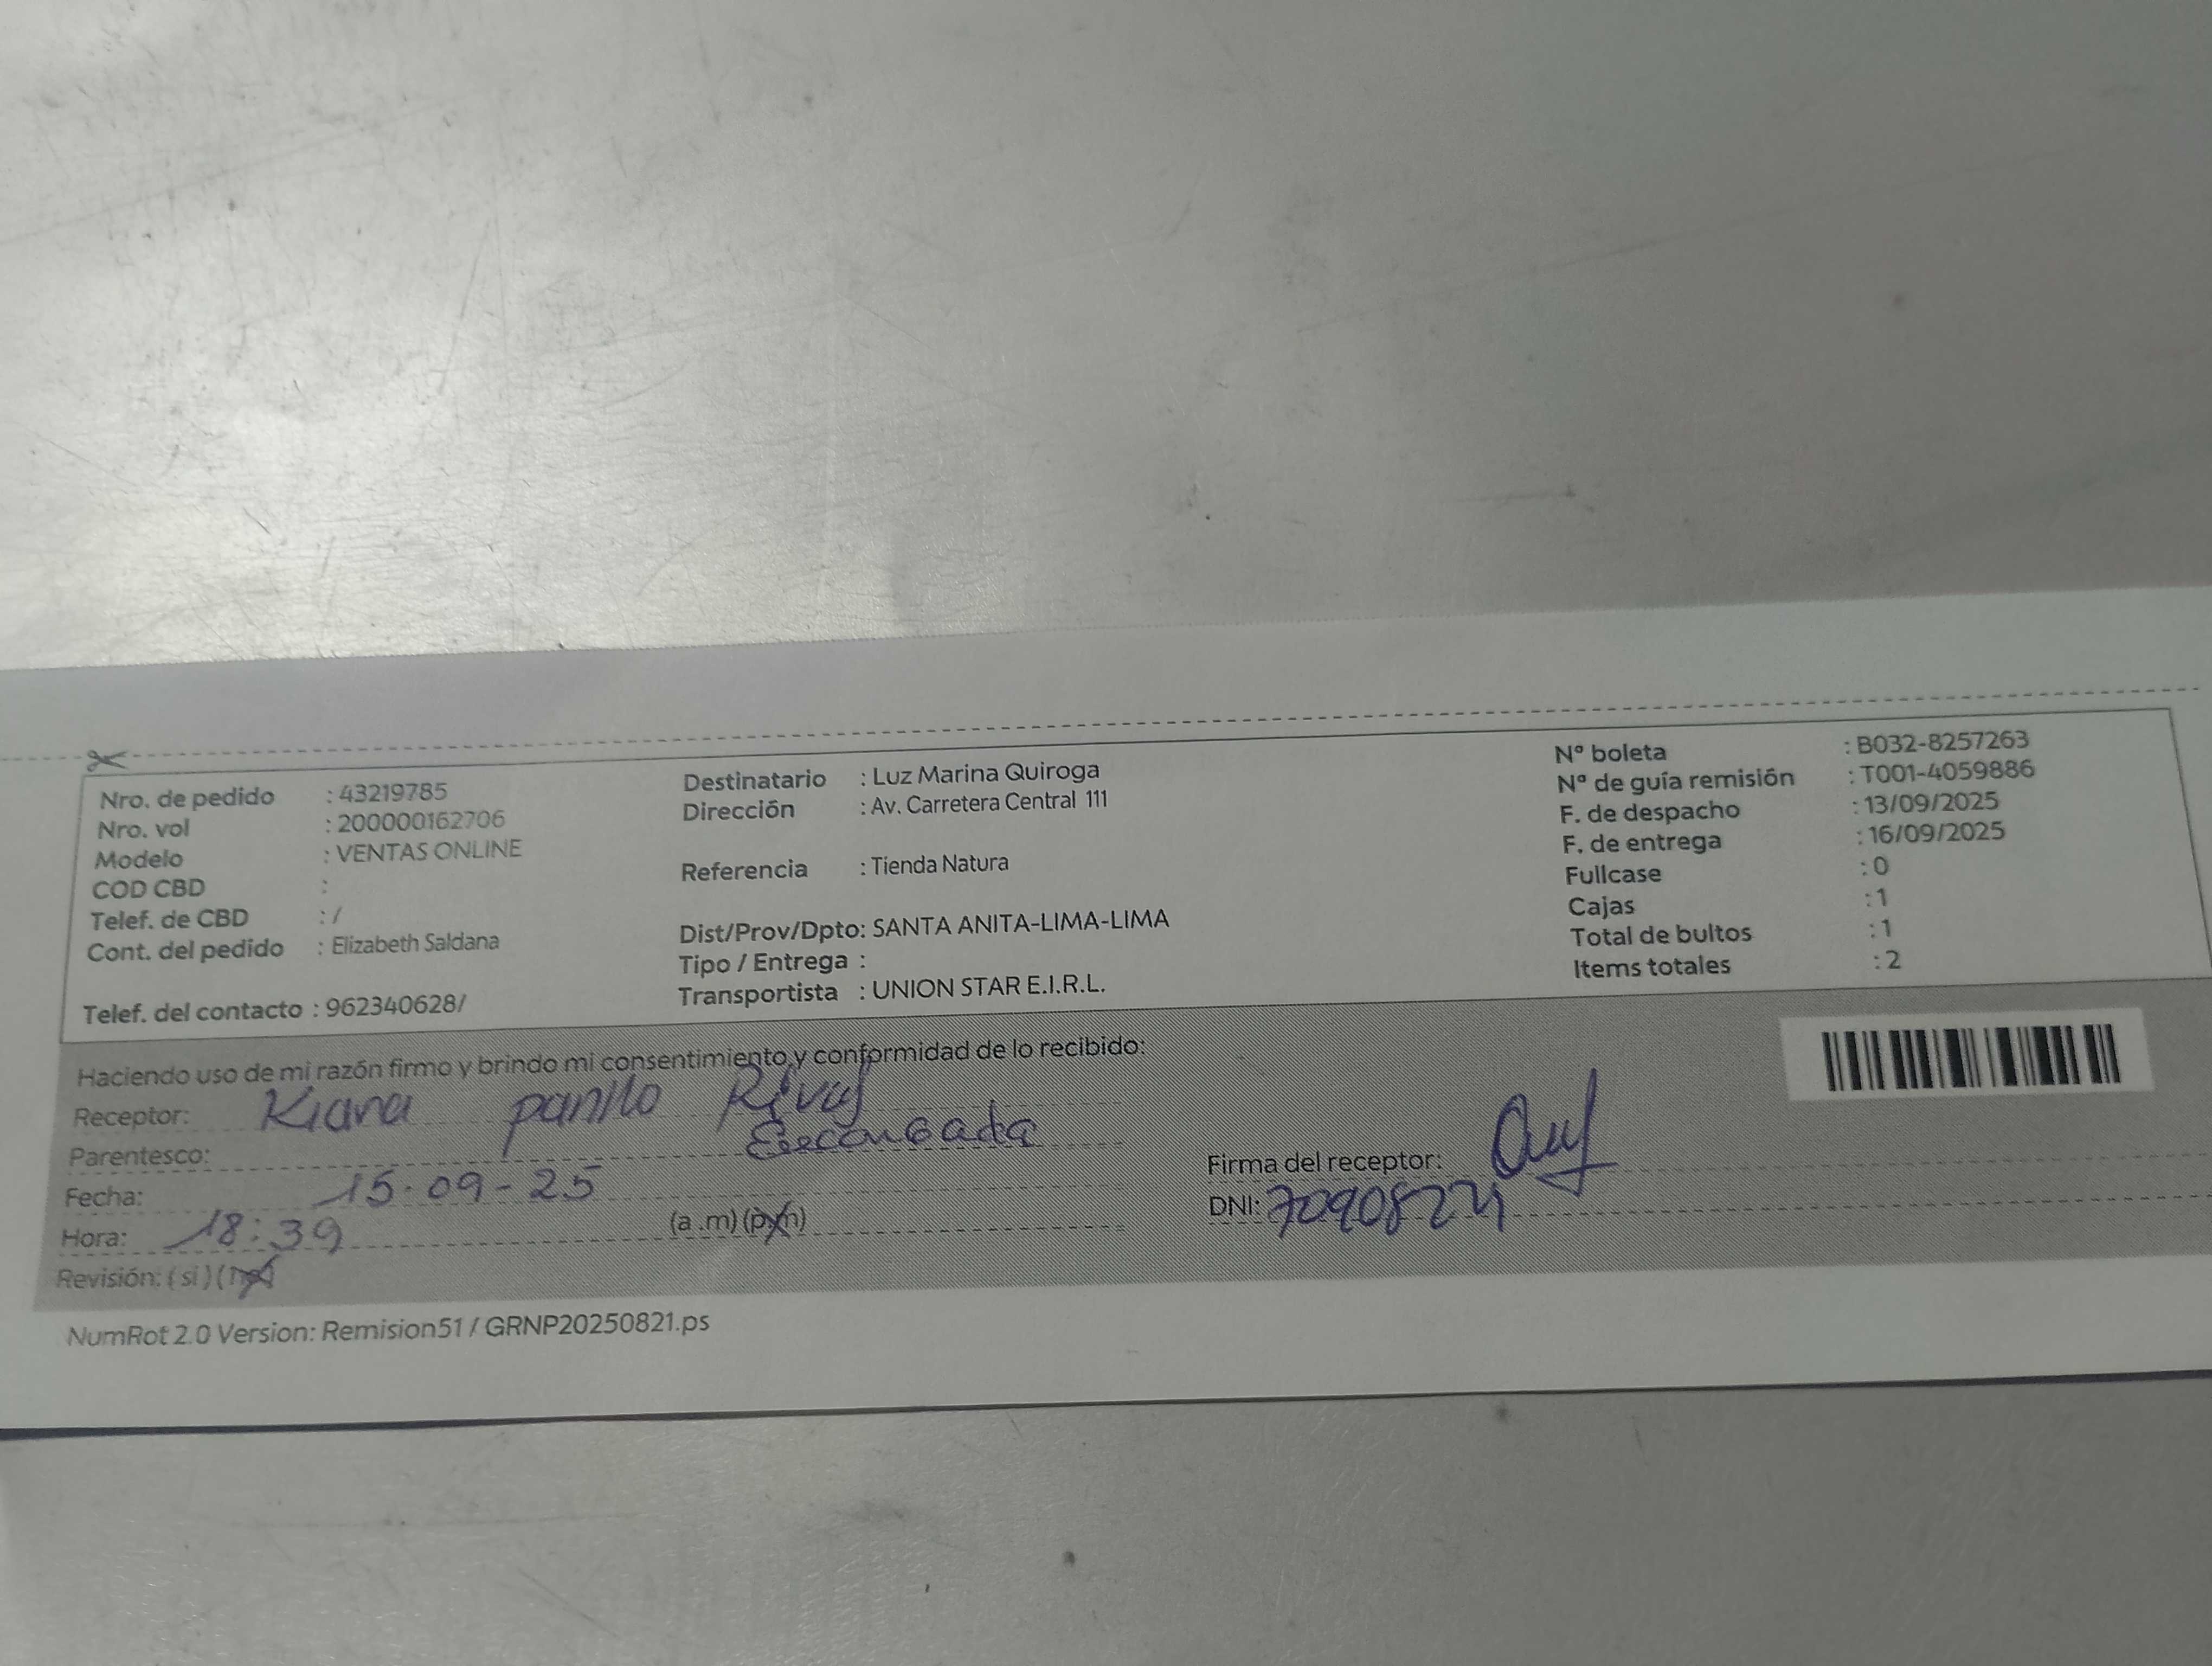 Nro. de pedido : 43219785
Nro. vol : 200000162706
Modelo : VENTAS ONLINE
COD CBD :
Telef. de CBD : /
Cont. del pedido : Elizabeth Saldana
Telef. del contacto : 962340628/
Destinatario : Luz Marina Quiroga
Dirección : Av. Carretera Central 111
Referencia : Tienda Natura
Dist/Prov/Dpto: SANTA ANITA-LIMA-LIMA
Tipo / Entrega :
Transportista : UNION STAR E.I.R.L.
Nº boleta : B032-8257263
Nº de guía remisión : T001-4059886
F. de despacho : 13/09/2025
F. de entrega : 16/09/2025
Fullcase : 0
Cajas : 1
Total de bultos : 1
Items totales : 2
Haciendo uso de mi razón firmo y brindo mi consentimiento y conformidad de lo recibido:
Receptor: Kiara panilo Rivas
Parentesco:
Fecha: 15-09-25
Hora: 18:39 (a.m) (p.m)
Revisión: (si) (no)
Firma del receptor:
DNI:
NumRot 2.0 Version: Remision51 / GRNP20250821.ps